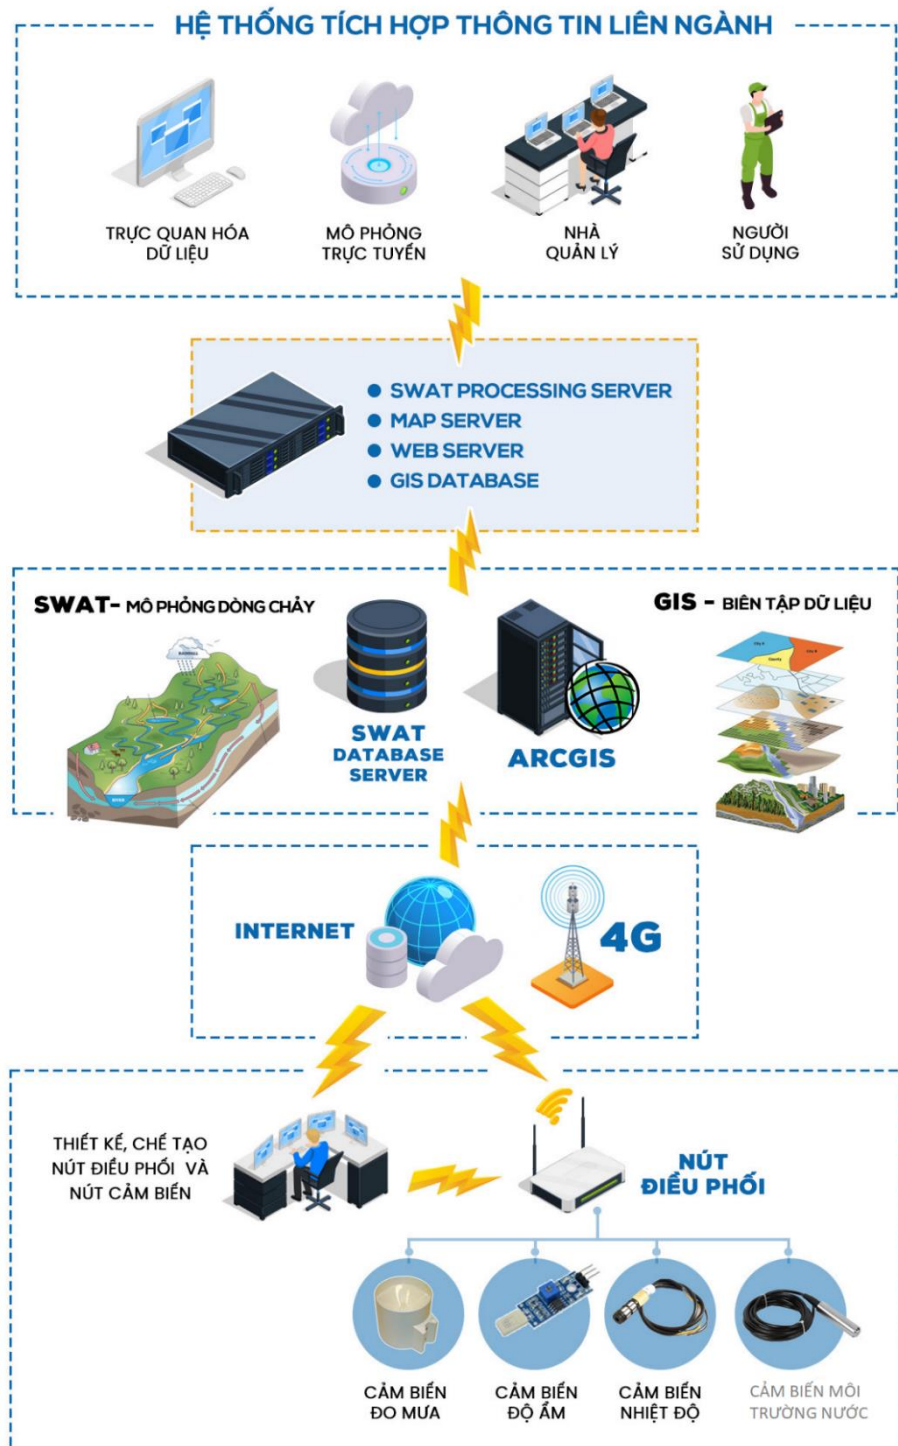 HỆ THỐNG TÍCH HỢP THÔNG TIN LIÊN NGÀNH
TRỰC QUAN HÓA
DỮ LIỆU
MÔ PHỎNG
TRỰC TUYẾN
NHÀ
QUẢN LÝ
NGƯỜI
SỬ DỤNG
SWAT PROCESSING SERVER
MAP SERVER
WEB SERVER
GIS DATABASE
SWAT- MÔ PHỎNG DÒNG CHẢY
SWAT
DATABASE
SERVER
ARCGIS
GIS - BIÊN TẬP DỮ LIỆU
INTERNET
4G
THIẾT KẾ, CHẾ TẠO
NÚT ĐIỀU PHỐI VÀ
NÚT CẢM BIẾN
NÚT
ĐIỀU PHỐI
CẢM BIẾN
ĐO MƯA
CẢM BIẾN
ĐỘ ẨM
CẢM BIẾN
NHIỆT ĐỘ
CẢM BIẾN MÔI
TRƯỜNG NƯỚC